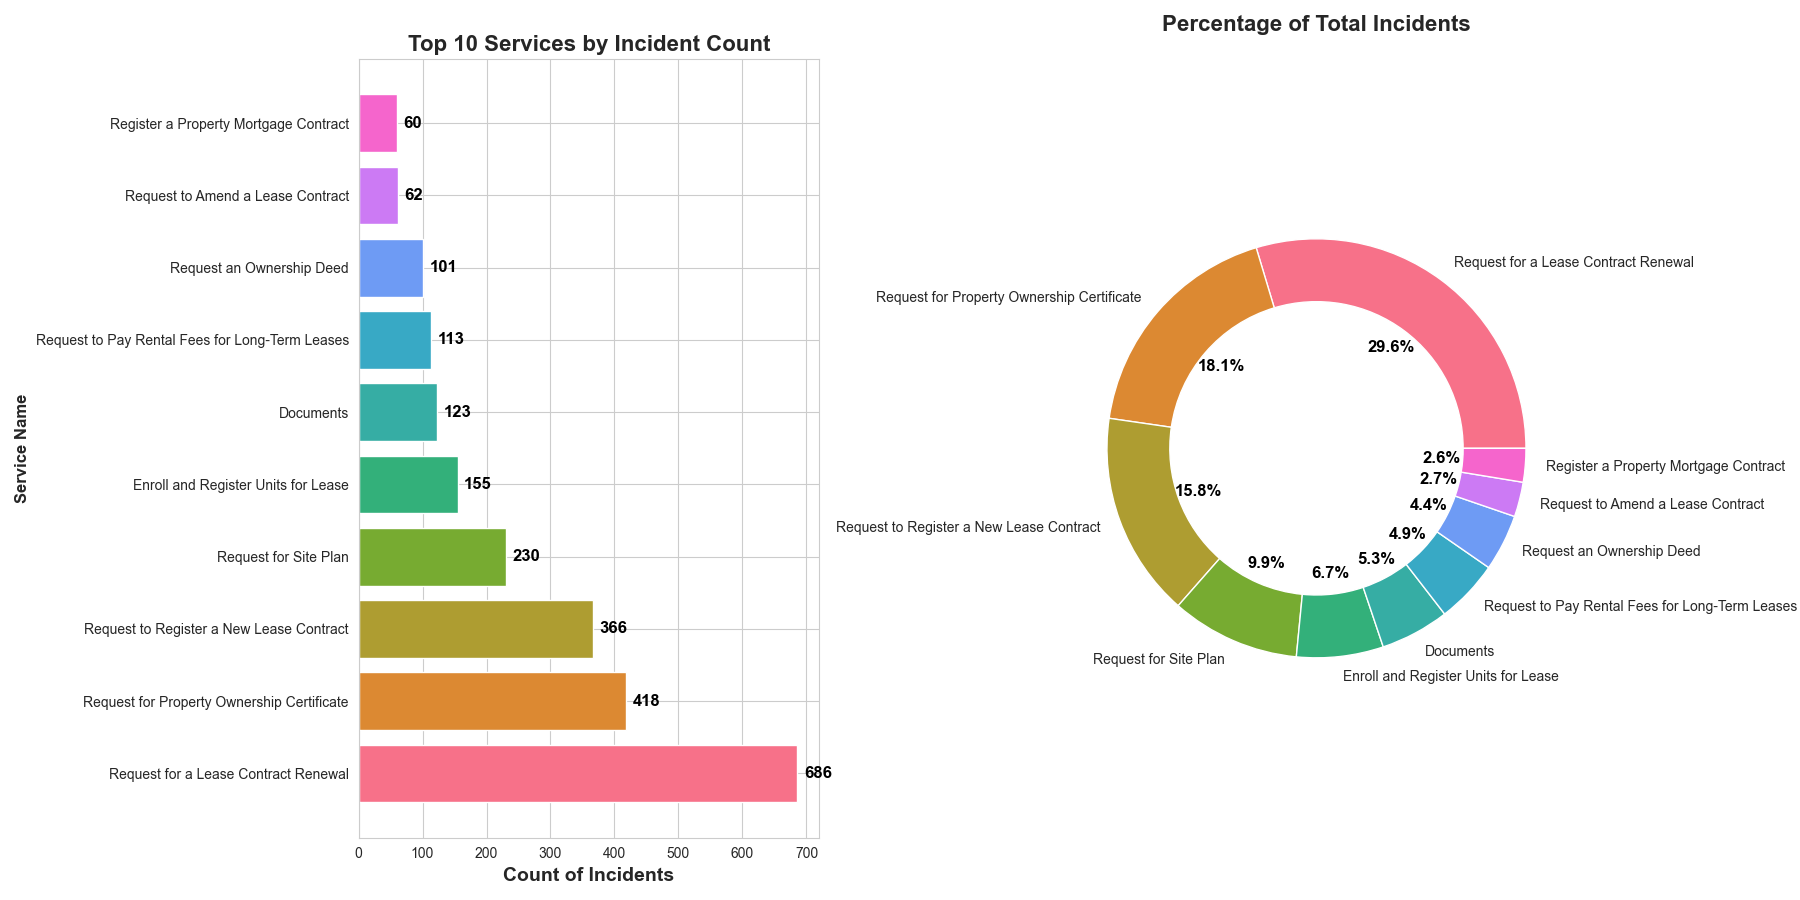 Top 10 Services by Incident Count
Service Name
Register a Property Mortgage Contract
60
Request to Amend a Lease Contract
62
Request an Ownership Deed
101
Request to Pay Rental Fees for Long-Term Leases
113
Documents
123
Enroll and Register Units for Lease
155
Request for Site Plan
230
Request to Register a New Lease Contract
366
Request for Property Ownership Certificate
418
Request for a Lease Contract Renewal
686
0 100 200 300 400 500 600 700
Count of Incidents
Percentage of Total Incidents
Request for a Lease Contract Renewal
29.6%
Request for Property Ownership Certificate
18.1%
Request to Register a New Lease Contract
15.8%
Request for Site Plan
9.9%
Enroll and Register Units for Lease
6.7%
Documents
5.3%
Request to Pay Rental Fees for Long-Term Leases
4.9%
Request an Ownership Deed
4.4%
Request to Amend a Lease Contract
2.7%
Register a Property Mortgage Contract
2.6%